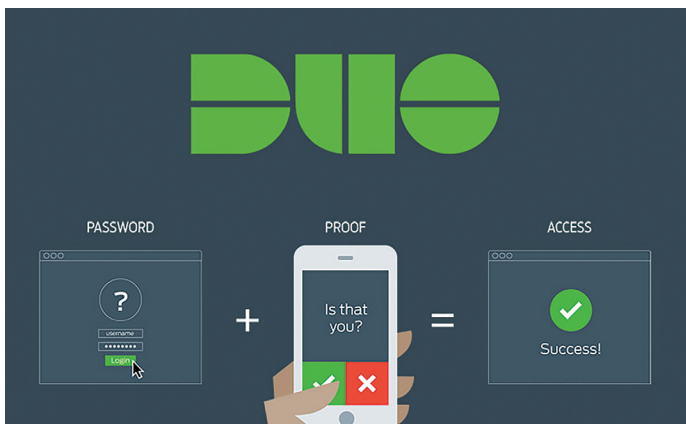 DUO
PASSWORD
PROOF
ACCESS
?
username
Login
+
Is that
you?
=
Success!